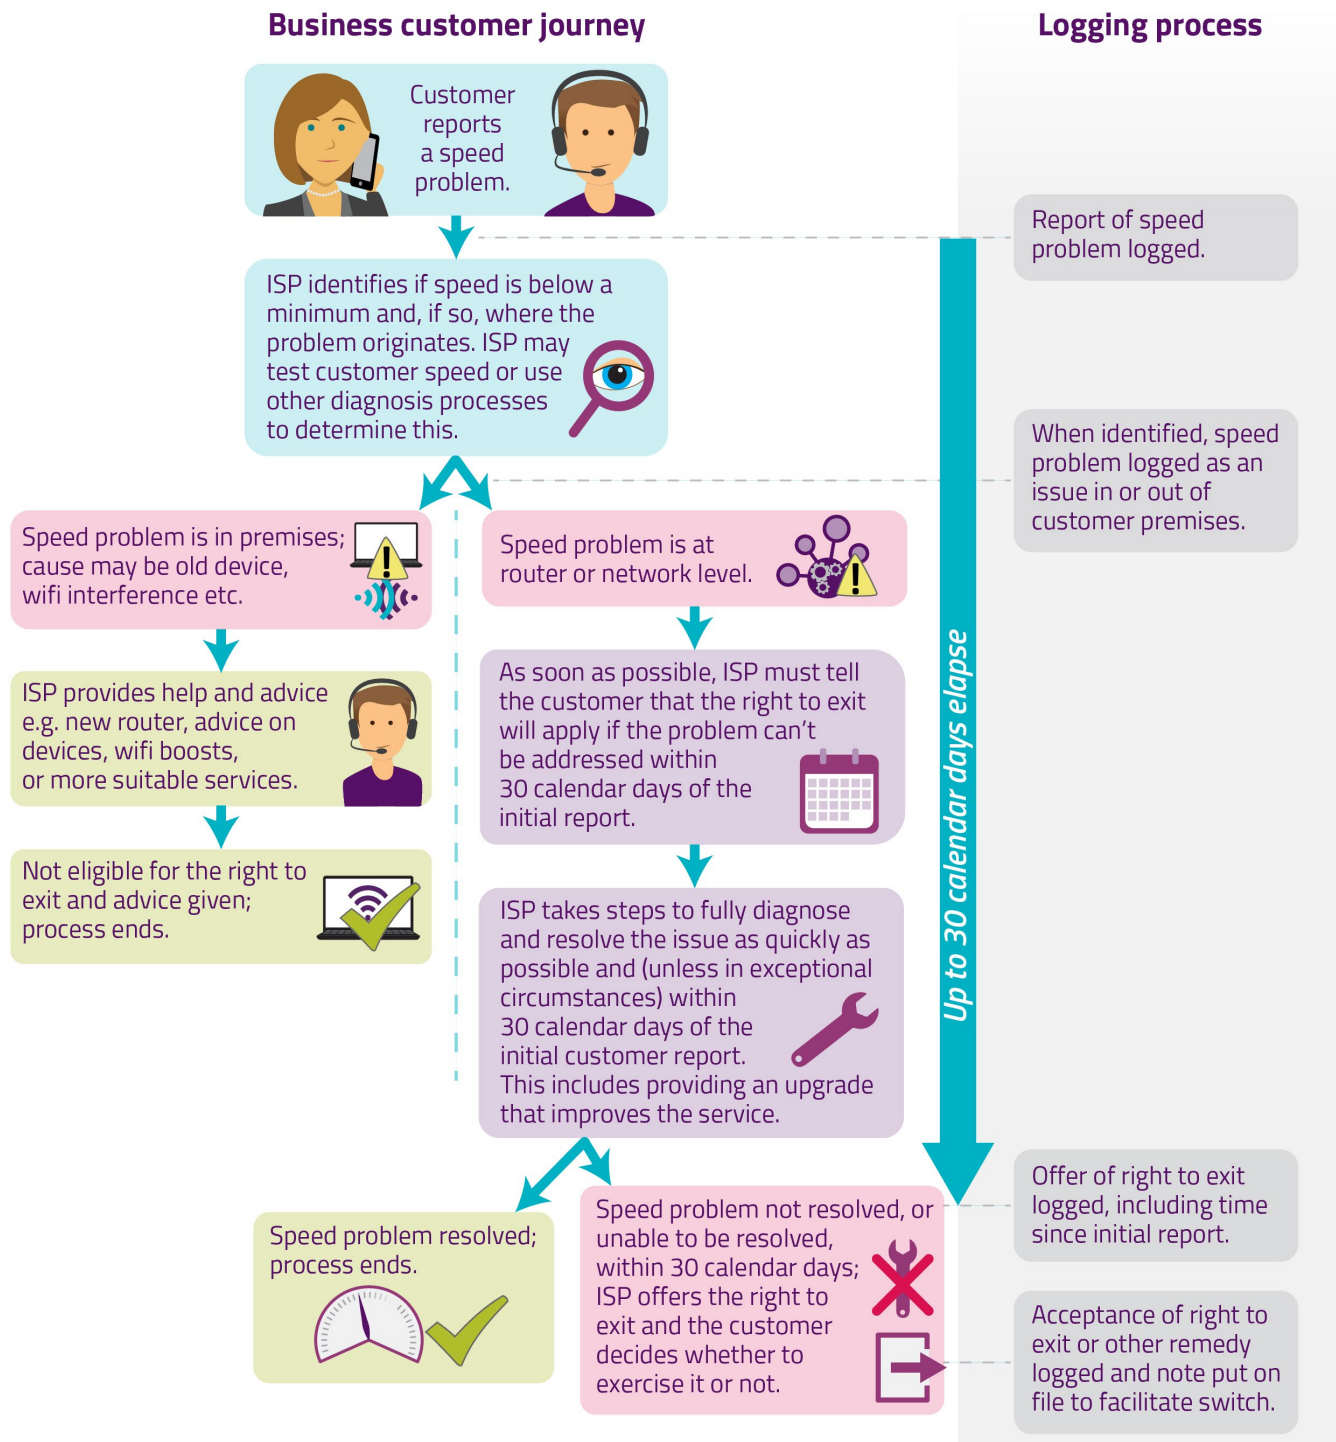 Business customer journey
Logging process
Customer
reports
a speed
problem.
Report of speed
problem logged.
ISP identifies if speed is below a
minimum and, if so, where the
problem originates. ISP may
test customer speed or use
other diagnosis processes
to determine this.
When identified, speed
problem logged as an
issue in or out of
customer premises.
Speed problem is in premises;
cause may be old device,
wifi interference etc.
Speed problem is at
router or network level.
ISP provides help and advice
e.g. new router, advice on
devices, wifi boosts,
or more suitable services.
As soon as possible, ISP must tell
the customer that the right to exit
will apply if the problem can't
be addressed within
30 calendar days of the
initial report.
Not eligible for the right to
exit and advice given;
process ends.
ISP takes steps to fully diagnose
and resolve the issue as quickly as
possible and (unless in exceptional
circumstances) within
30 calendar days of the
initial customer report.
This includes providing an upgrade
that improves the service.
Up to 30 calendar days elapse
Speed problem resolved;
process ends.
Speed problem not resolved, or
unable to be resolved,
within 30 calendar days;
ISP offers the right to
exit and the customer
decides whether to
exercise it or not.
Offer of right to exit
logged, including time
since initial report.
Acceptance of right to
exit or other remedy
logged and note put on
file to facilitate switch.